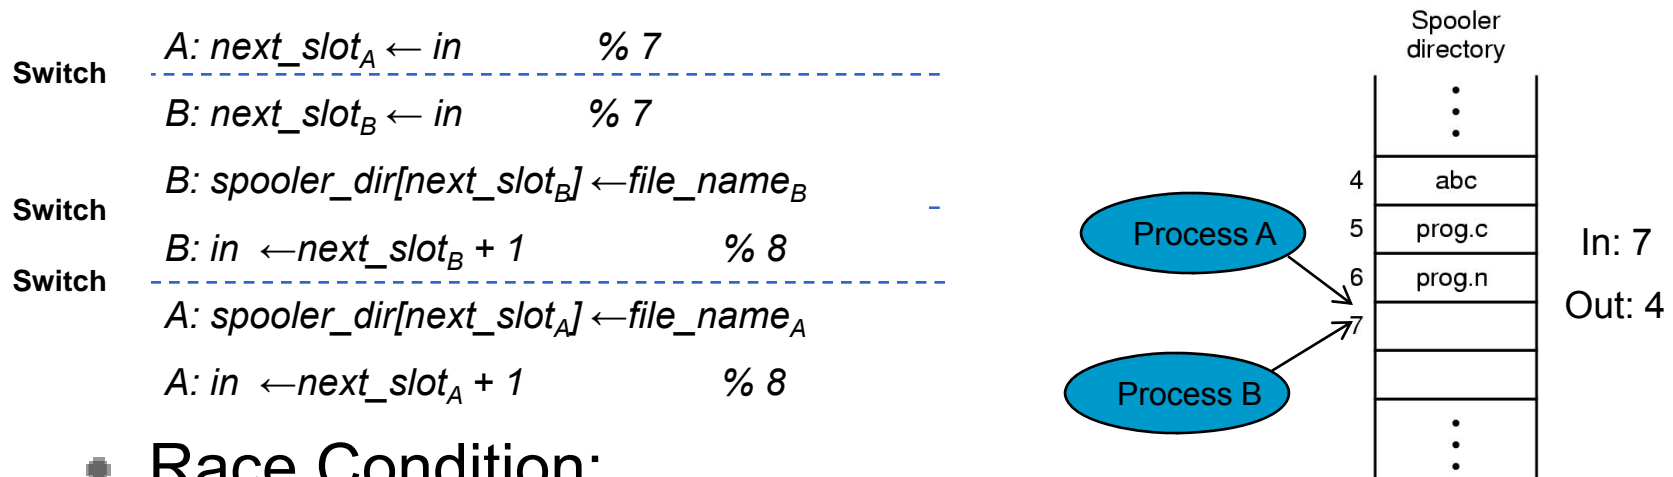 A: next_slotA ← in % 7
Switch
B: next_slotB ← in % 7
B: spooler_dir[next_slotB] ←file_nameB
Switch
B: in ←next_slotB + 1 % 8
Switch
A: spooler_dir[next_slotA] ←file_nameA
A: in ←next_slotA + 1 % 8
Race Condition:
Spooler
directory
4 abc
5 prog.c
6 prog.n
7
Process A
Process B
In: 7
Out: 4